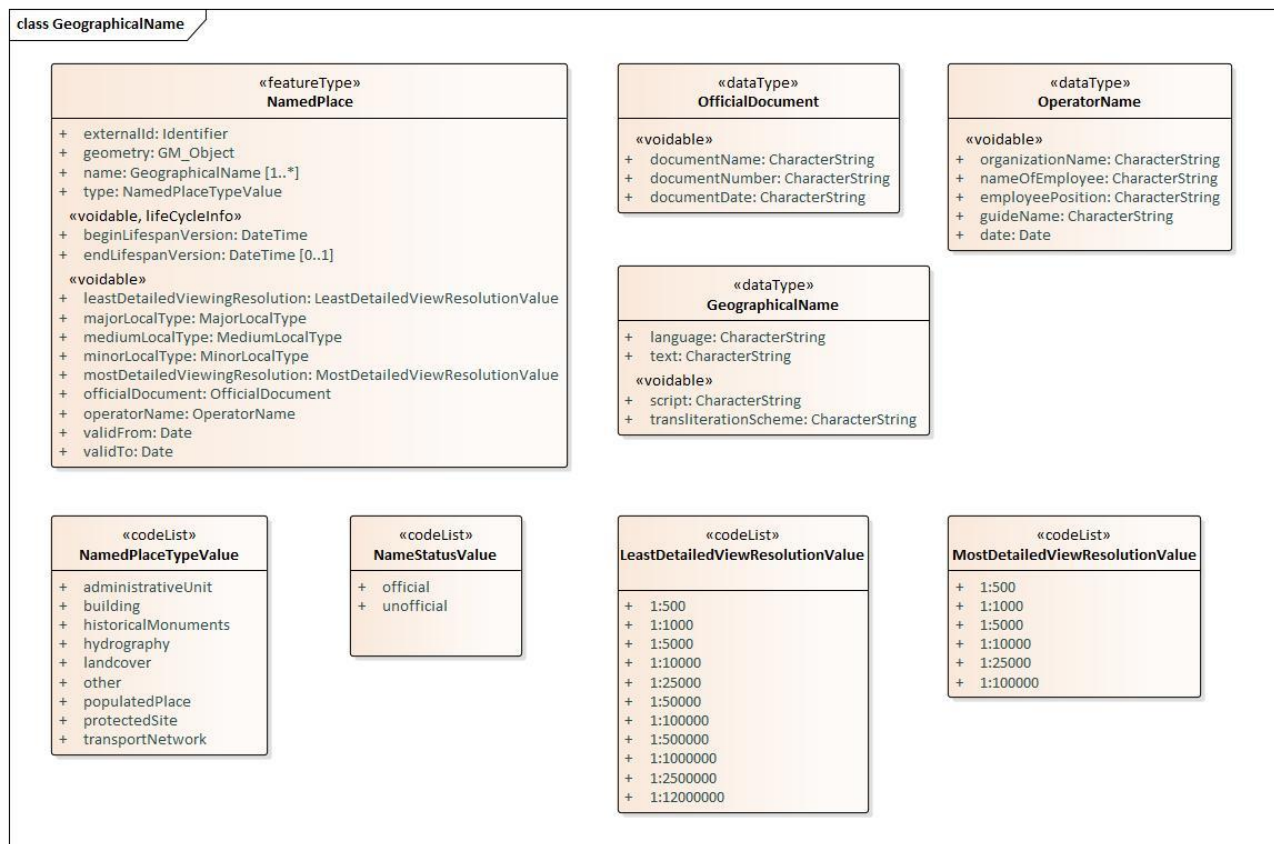 class GeographicalName
«featureType»
NamedPlace
+ externalId: Identifier
+ geometry: GM_Object
+ name: GeographicalName [1..*]
+ type: NamedPlaceTypeValue
«voidable, lifeCycleInfo»
+ beginLifespanVersion: DateTime
+ endLifespanVersion: DateTime [0..1]
«voidable»
+ leastDetailedViewingResolution: LeastDetailedViewResolutionValue
+ majorLocalType: MajorLocalType
+ mediumLocalType: MediumLocalType
+ minorLocalType: MinorLocalType
+ mostDetailedViewingResolution: MostDetailedViewResolutionValue
+ officialDocument: OfficialDocument
+ operatorName: OperatorName
+ validFrom: Date
+ validTo: Date
«dataType»
OfficialDocument
«voidable»
+ documentName: CharacterString
+ documentNumber: CharacterString
+ documentDate: CharacterString
«dataType»
OperatorName
«voidable»
+ organizationName: CharacterString
+ nameOfEmployee: CharacterString
+ employeePosition: CharacterString
+ guideName: CharacterString
+ date: Date
«dataType»
GeographicalName
+ language: CharacterString
+ text: CharacterString
«voidable»
+ script: CharacterString
+ transliterationScheme: CharacterString
«codeList»
NamedPlaceTypeValue
+ administrativeUnit
+ building
+ historicalMonuments
+ hydrography
+ landcover
+ other
+ populatedPlace
+ protectedSite
+ transportNetwork
«codeList»
NameStatusValue
+ official
+ unofficial
«codeList»
LeastDetailedViewResolutionValue
+ 1:500
+ 1:1000
+ 1:5000
+ 1:10000
+ 1:25000
+ 1:50000
+ 1:100000
+ 1:500000
+ 1:1000000
+ 1:2500000
+ 1:12000000
«codeList»
MostDetailedViewResolutionValue
+ 1:500
+ 1:1000
+ 1:5000
+ 1:10000
+ 1:25000
+ 1:100000